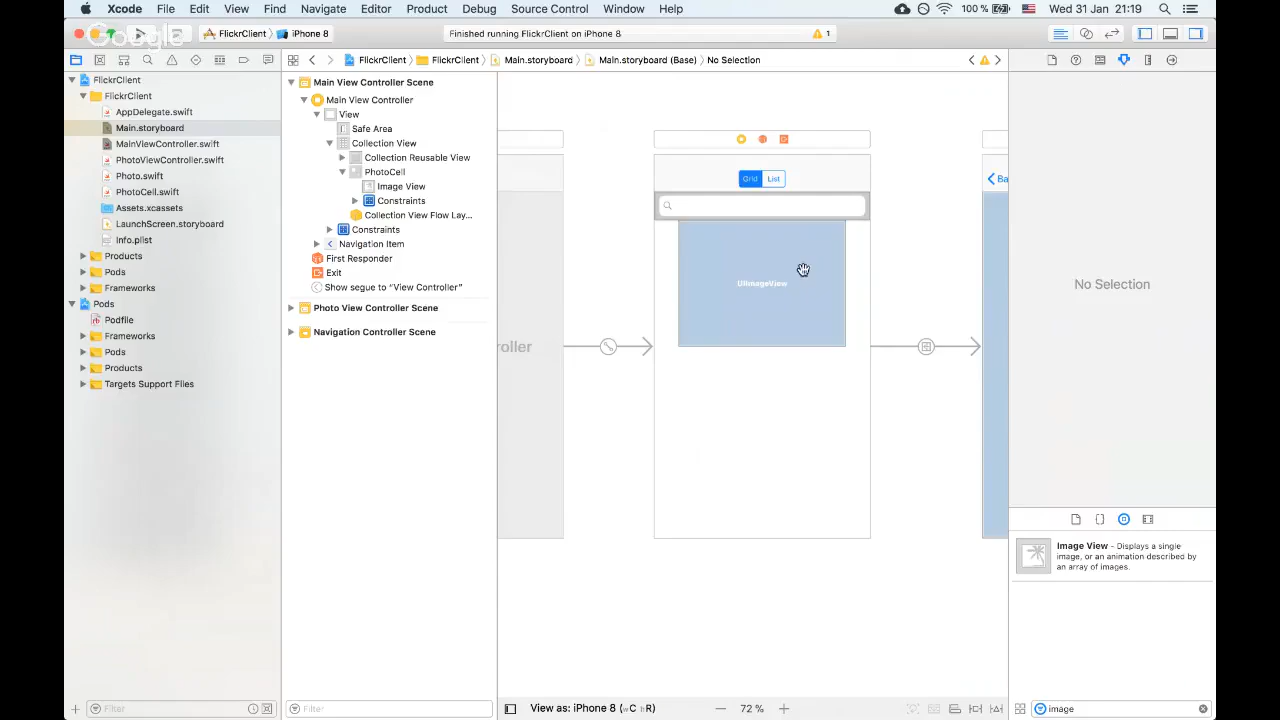 Xcode File Edit View Find Navigate Editor Product Debug Source Control Window Help 100 % Wed 31 Jan 21:19
Google
FlickrClient iPhone 8 Finished running FlickrClient on iPhone 8 1
FlickrClient FlickrClient Main.storyboard Main.storyboard (Base) No Selection
FlickrClient
FlickrClient
AppDelegate.swift
Main.storyboard
MainViewController.swift
PhotoViewController.swift
Photo.swift
PhotoCell.swift
Assets.xcassets
LaunchScreen.storyboard
Info.plist
Products
Pods
Frameworks
Pods
Podfile
Frameworks
Pods
Products
Targets Support Files
Filter
Main View Controller Scene
Main View Controller
View
Safe Area
Collection View
Collection Reusable View
PhotoCell
Image View
Constraints
Collection View Flow Lay...
Constraints
Navigation Item
First Responder
Exit
Show segue to "View Controller"
Photo View Controller Scene
Navigation Controller Scene
Filter
Grid List
Ba
UIImageView
roller
View as: iPhone 8 (wC hR) 72 %
No Selection
Image View - Displays a single
image, or an animation described by
an array of images.
image